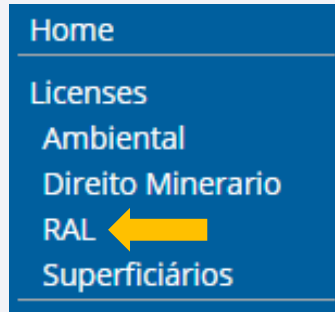 Home
Licenses
Ambiental
Direito Minerario
RAL
Superficiários